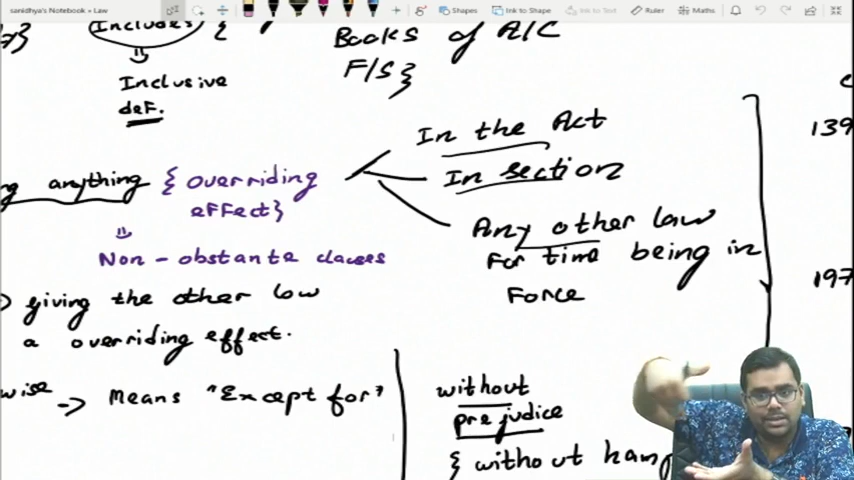 sanidhya's Notebook • Law
Shapes
Ink to Shape
Ink to Text
Ruler
Maths
Includes {
Inclusive
def.
Books of A/C
F/S}
anything { overriding
effect}
Non - obstante clauses
In the Act
In section
Any other law
For time being in
Force
giving the other law
a overriding effect.
wise -> Means "Except for"
without
prejudice
{ without ham
139
197